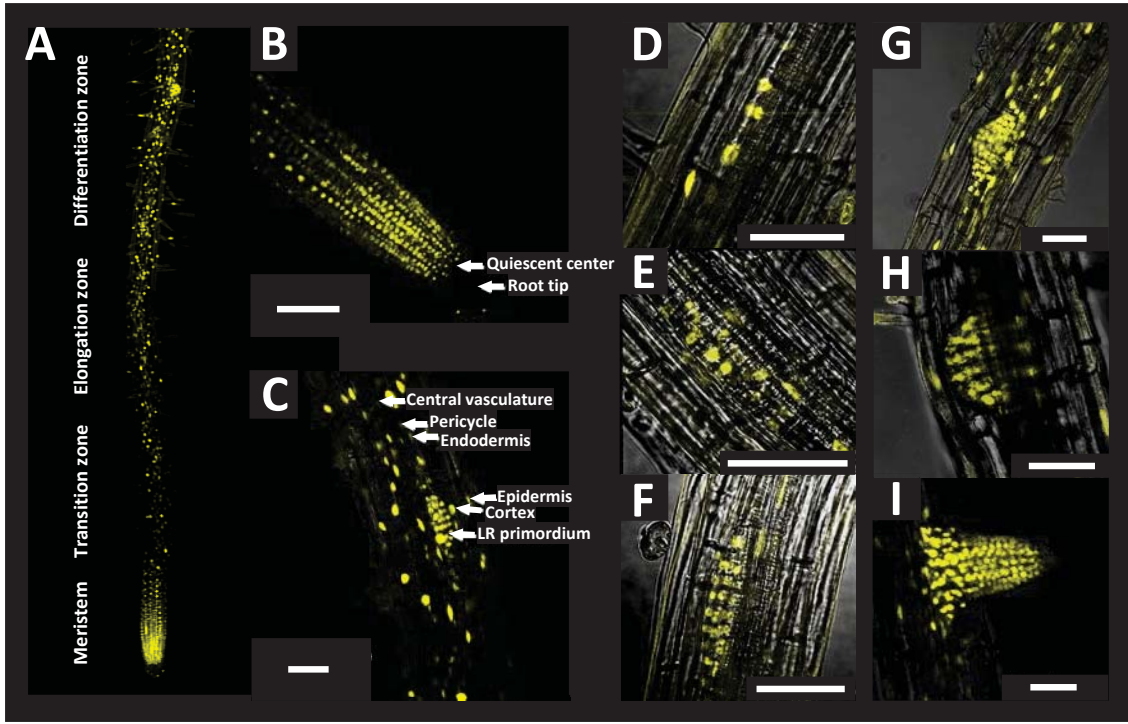 A
Differentiation zone
Elongation zone
Transition zone
Meristem
B
Quiescent center
Root tip
C
Central vasculature
Pericycle
Endodermis
Epidermis
Cortex
LR primordium
D
E
F
G
H
I